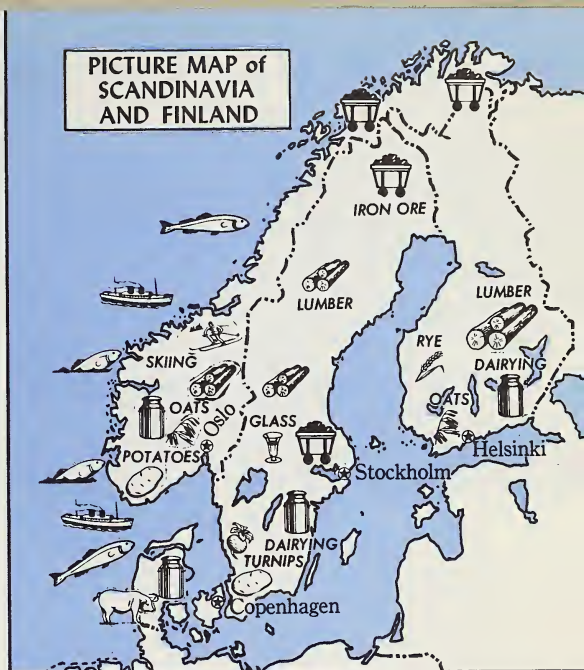 PICTURE MAP of
SCANDINAVIA
AND FINLAND
IRON ORE
LUMBER
LUMBER
RYE
SKIING
DAIRYING
OATS
OATS
Oslo
GLASS
Helsinki
POTATOES
Stockholm
DAIRYING
TURNIPS
Copenhagen